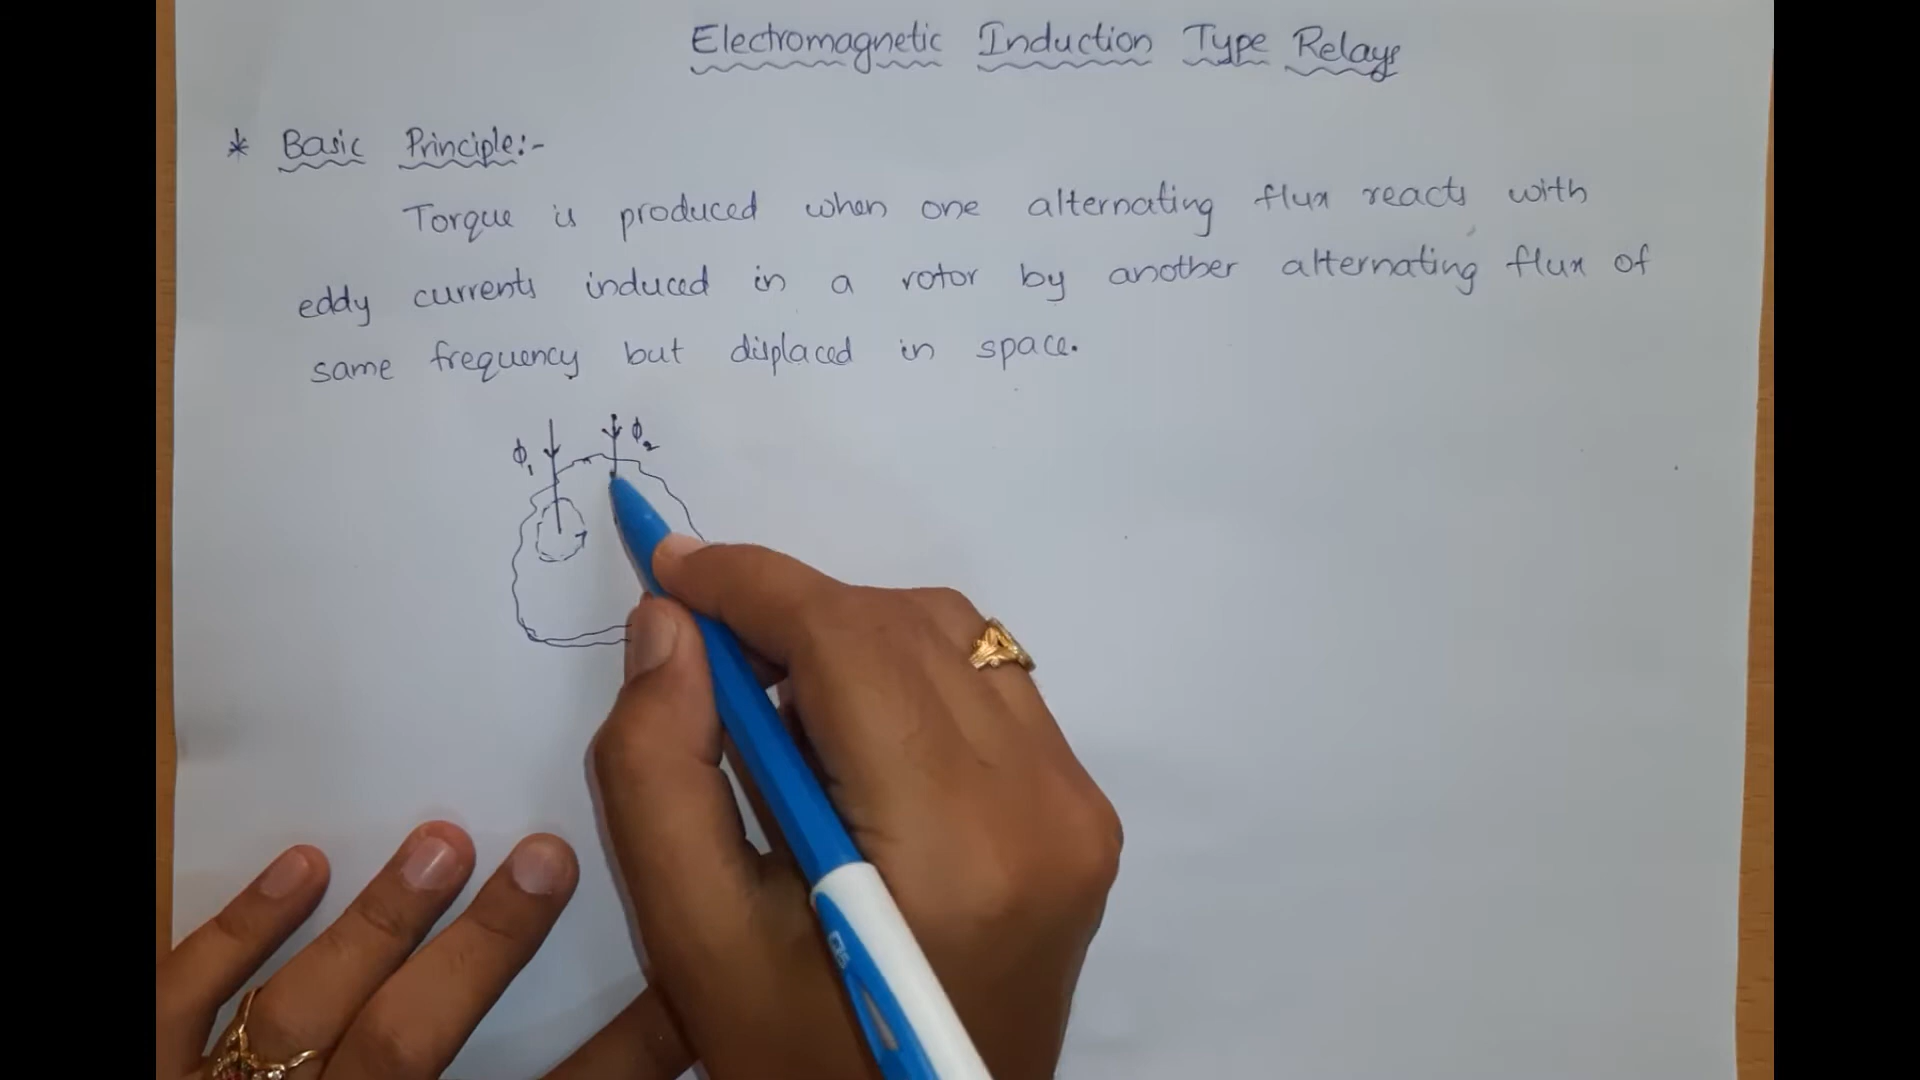 Electromagnetic Induction Type Relays
* Basic Principle:-
Torque is produced when one alternating flux reacts with
eddy currents induced in a rotor by another alternating flux of
same frequency but displaced in space.
ϕ₁ ϕ₂